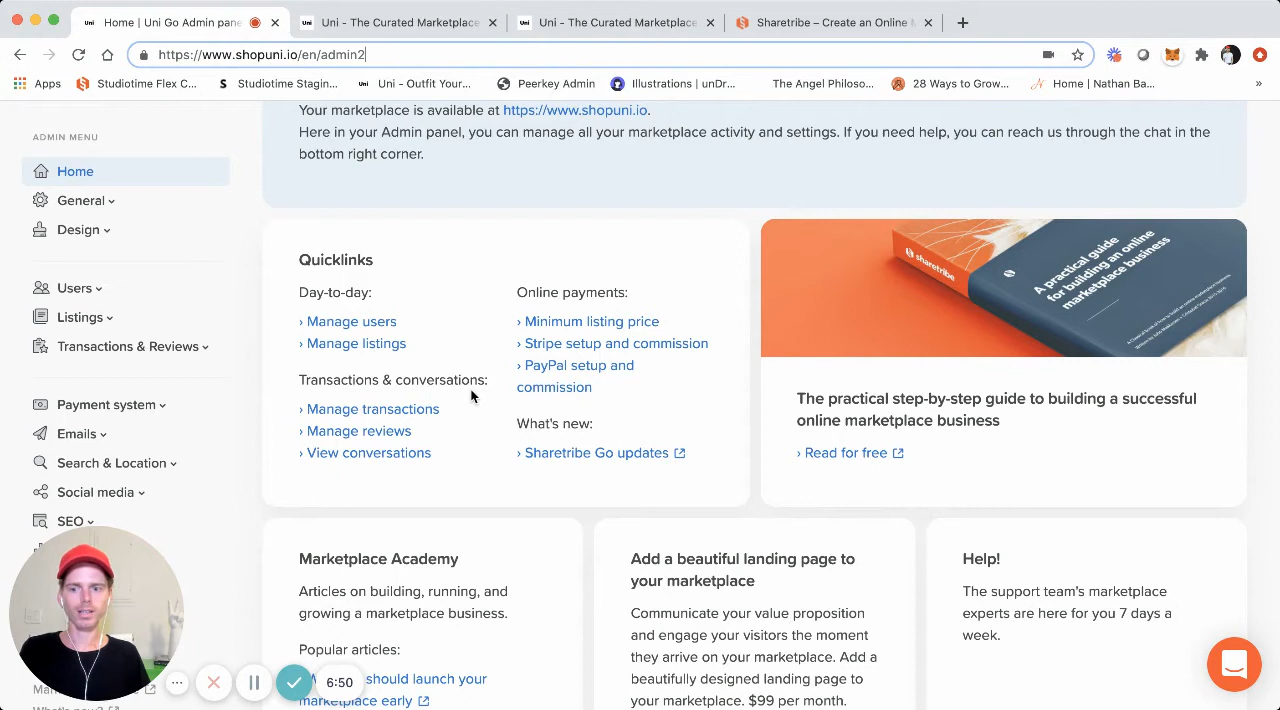 Uni
Home | Uni Go Admin pane
Uni
Uni - The Curated Marketplace
Uni
Uni - The Curated Marketplace
Sharetribe – Create an Online M
https://www.shopuni.io/en/admin2
Apps
Studiotime Flex C...
S
Studiotime Stagin...
Uni
Uni - Outfit Your...
Peerkey Admin
Illustrations | unDr...
The Angel Philoso...
28 Ways to Grow...
Home | Nathan Ba...
»
ADMIN MENU
Home
General
Design
Users
Listings
Transactions & Reviews
Payment system
Emails
Search & Location
Social media
SEO
Your marketplace is available at https://www.shopuni.io.
Here in your Admin panel, you can manage all your marketplace activity and settings. If you need help, you can reach us through the chat in the
bottom right corner.
Quicklinks
Day-to-day:
› Manage users
› Manage listings
Transactions & conversations:
› Manage transactions
› Manage reviews
› View conversations
Online payments:
› Minimum listing price
› Stripe setup and commission
› PayPal setup and
commission
What's new:
› Sharetribe Go updates
sharetribe
A practical guide
for building an online
marketplace business
The practical step-by-step guide to building a successful
online marketplace business
› Read for free
Marketplace Academy
Articles on building, running, and
growing a marketplace business.
Popular articles:
should launch your
marketplace early
Add a beautiful landing page to
your marketplace
Communicate your value proposition
and engage your visitors the moment
they arrive on your marketplace. Add a
beautifully designed landing page to
your marketplace. $99 per month.
Help!
The support team's marketplace
experts are here for you 7 days a
week.
6:50